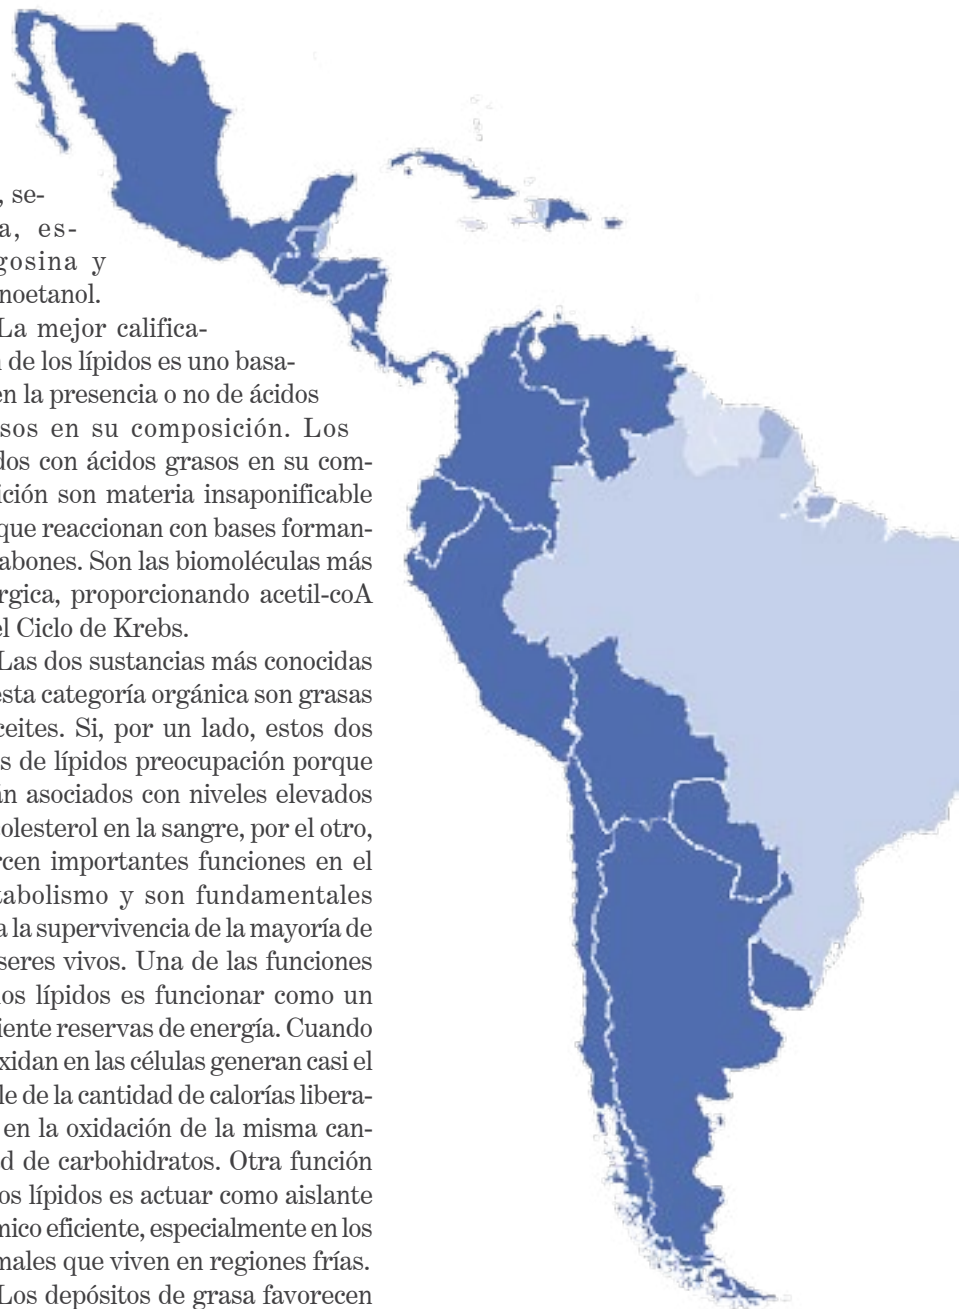 , se-
a, es-
gosina y
noetanol.
La mejor califica-
n de los lípidos es uno basa-
en la presencia o no de ácidos
sos en su composición. Los
dos con ácidos grasos en su com-
ición son materia insaponificable
que reaccionan con bases forman-
abones. Son las biomoléculas más
rgica, proporcionando acetil-coA
el Ciclo de Krebs.
Las dos sustancias más conocidas
esta categoría orgánica son grasas
ceites. Si, por un lado, estos dos
s de lípidos preocupación porque
án asociados con niveles elevados
olesterol en la sangre, por el otro,
rcen importantes funciones en el
tabolismo y son fundamentales
a la supervivencia de la mayoría de
seres vivos. Una de las funciones
los lípidos es funcionar como un
iente reservas de energía. Cuando
xidan en las células generan casi el
le de la cantidad de calorías libera-
en la oxidación de la misma can-
d de carbohidratos. Otra función
os lípidos es actuar como aislante
mico eficiente, especialmente en los
males que viven en regiones frías.
Los depósitos de grasa favorecen